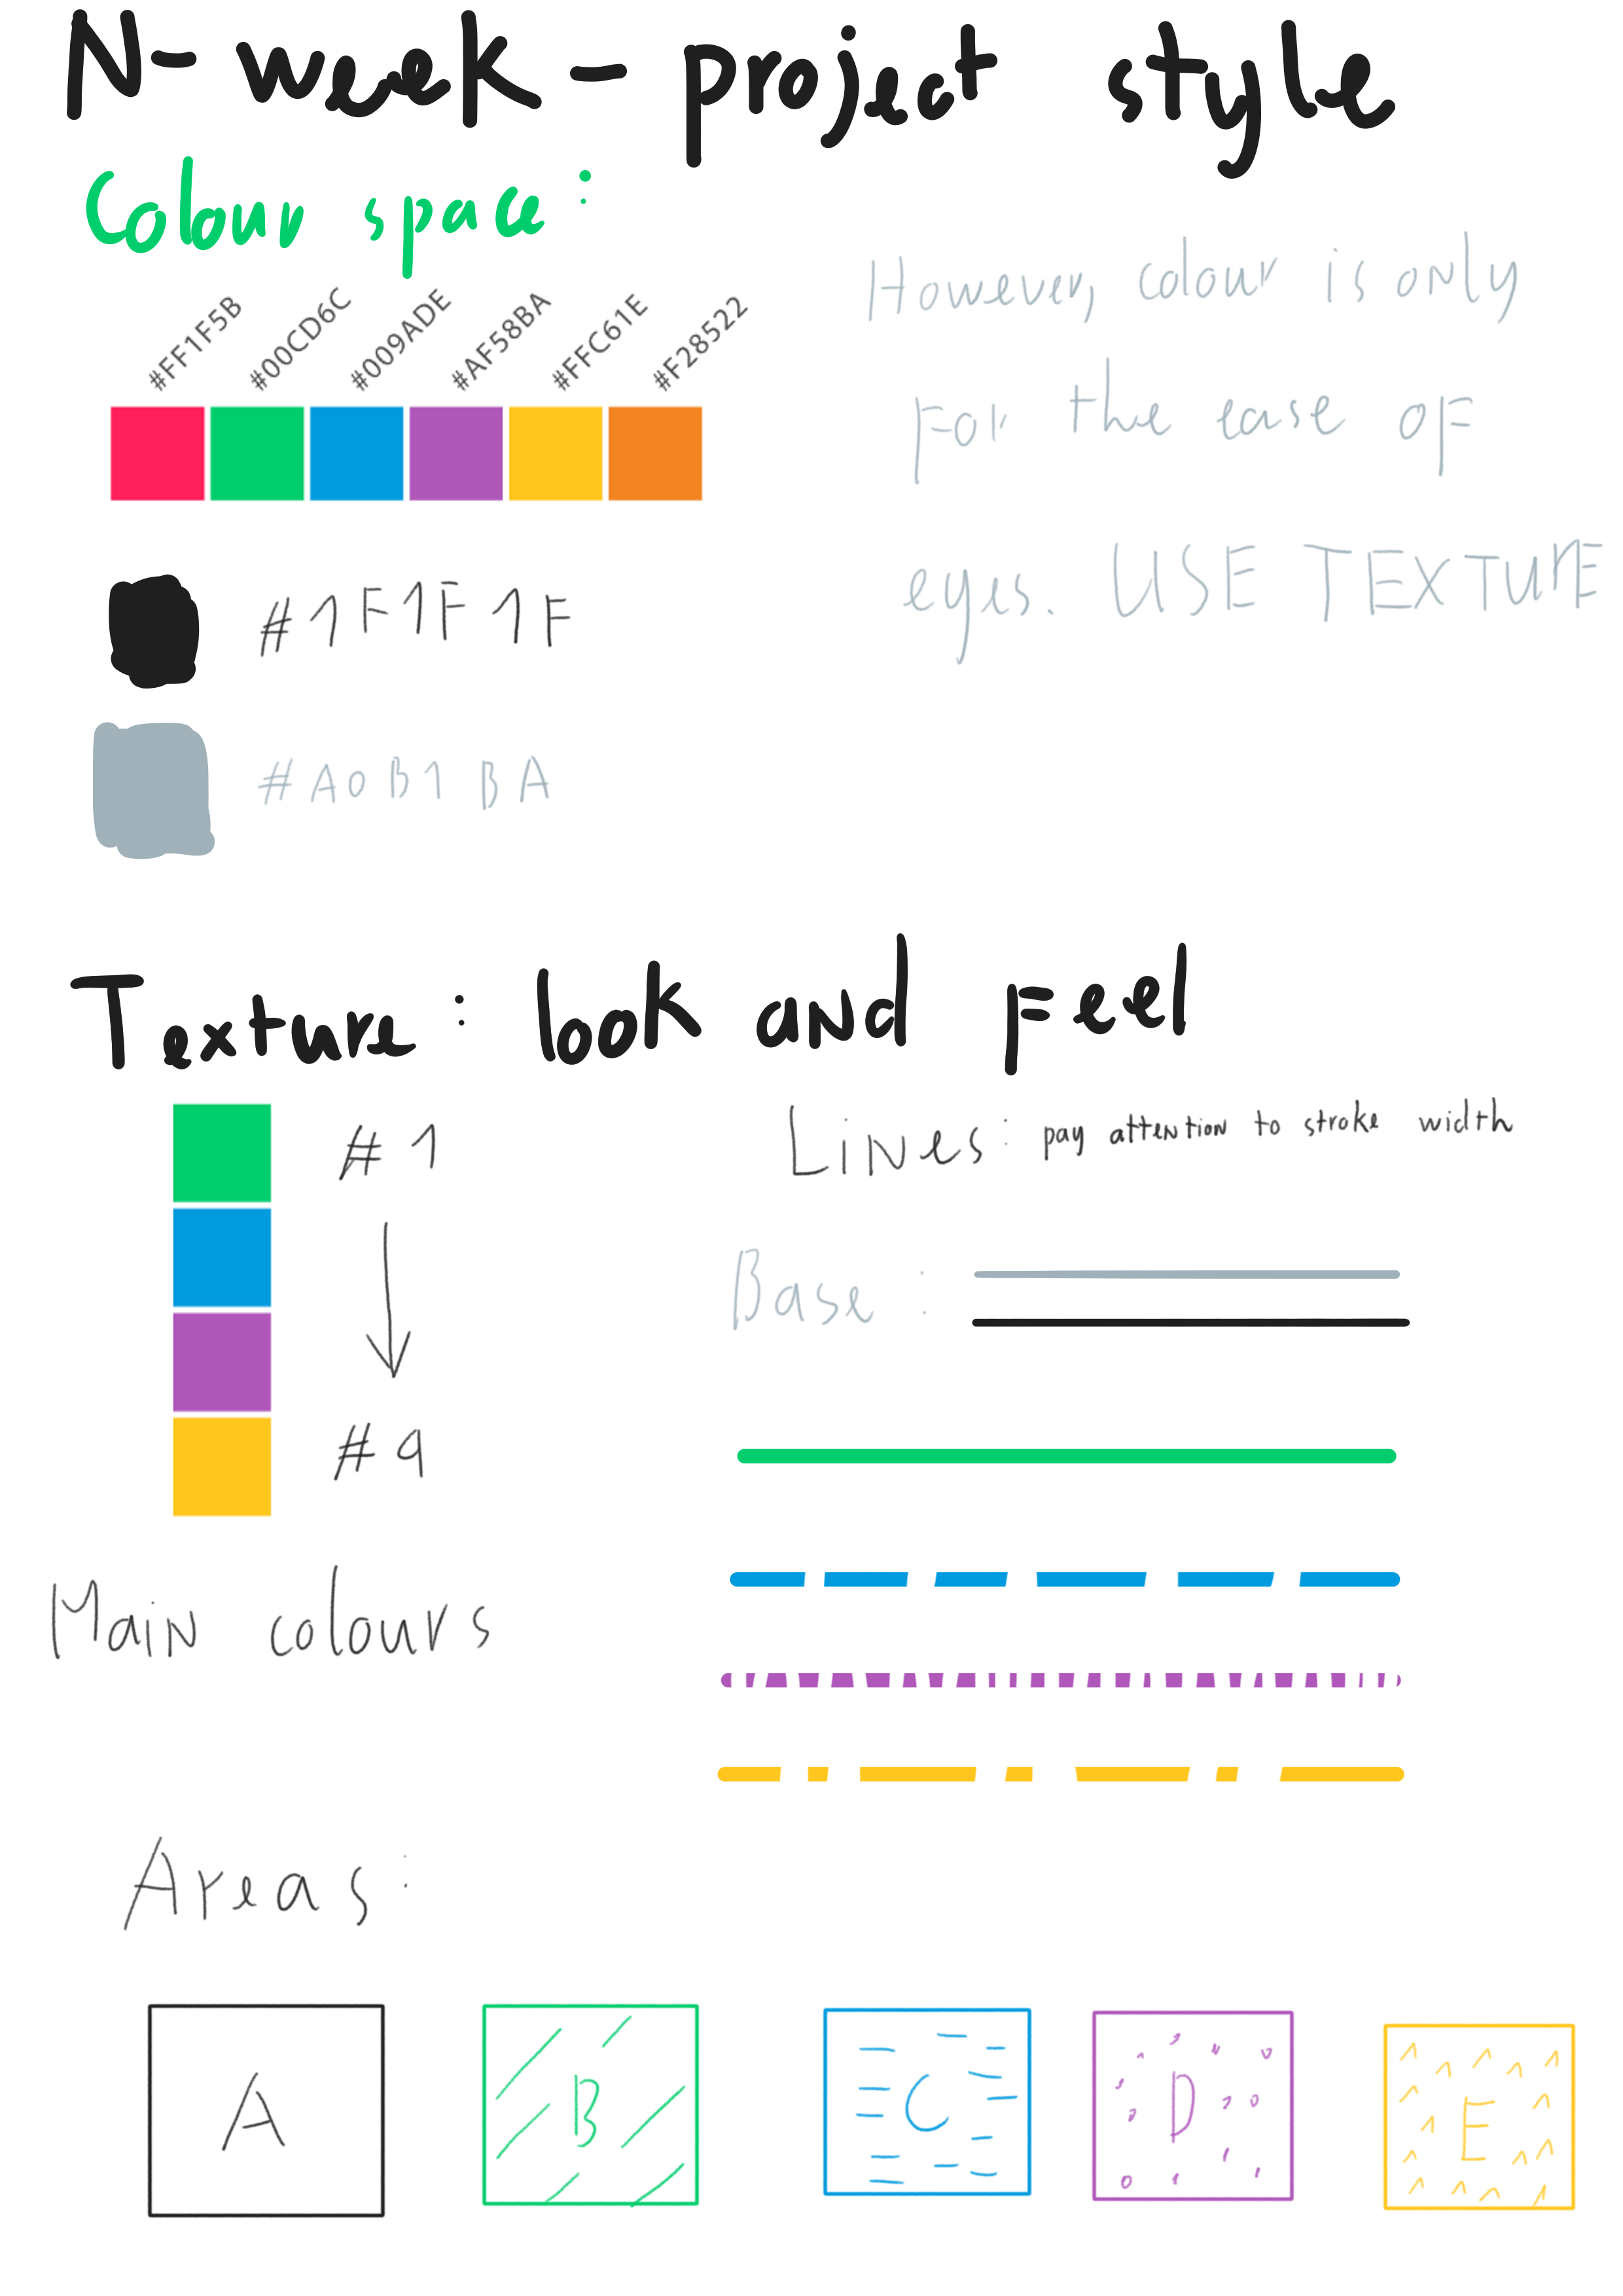 N-week-project style
Colour space:
However, colour is only
For the ease of
eyes. USE TEXTURE
#FF1F5B #00CD6C #009ADE #AF58BA #FFC61E #F28522
#1F1F1F
#A0B1BA
Texture: look and feel
#1
Lines: pay attention to stroke width
Base:
#4
Main colours
Areas:
A B C D E